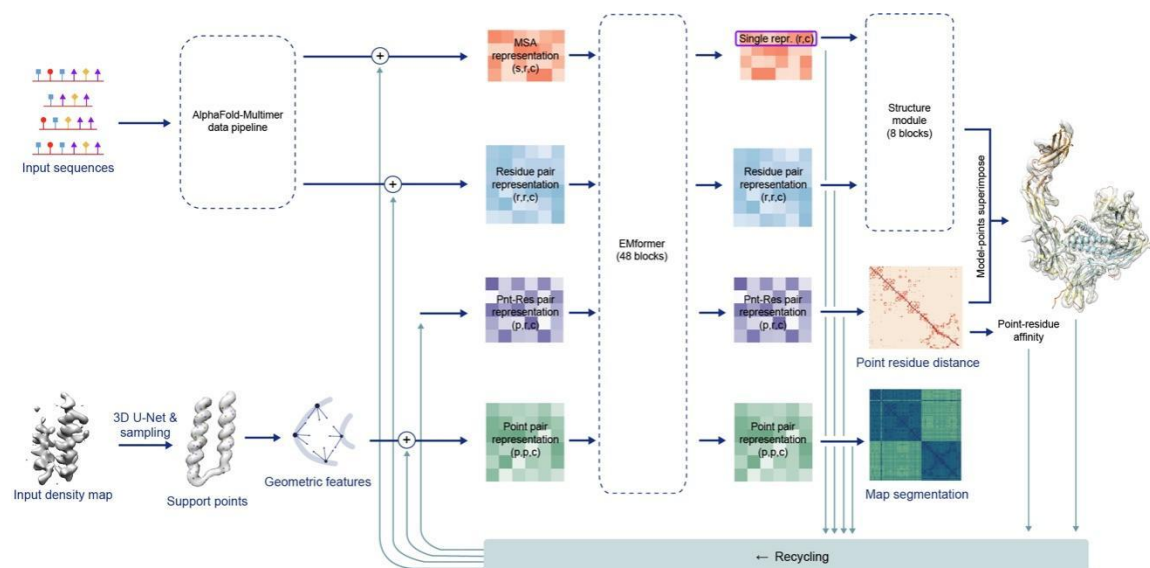 Input sequences
AlphaFold-Multimer
data pipeline
+
+
MSA
representation
(s,r,c)
Residue pair
representation
(r,r,c)
Pnt-Res pair
representation
(p,r,c)
Point pair
representation
(p,p,c)
EMformer
(48 blocks)
Single repr. (r,c)
Residue pair
representation
(r,r,c)
Pnt-Res pair
representation
(p,r,c)
Point pair
representation
(p,p,c)
Structure
module
(8 blocks)
Model-points superimpose
Point residue distance
Point-residue
affinity
Map segmentation
Input density map
3D U-Net &
sampling
Support points
Geometric features
+
← Recycling